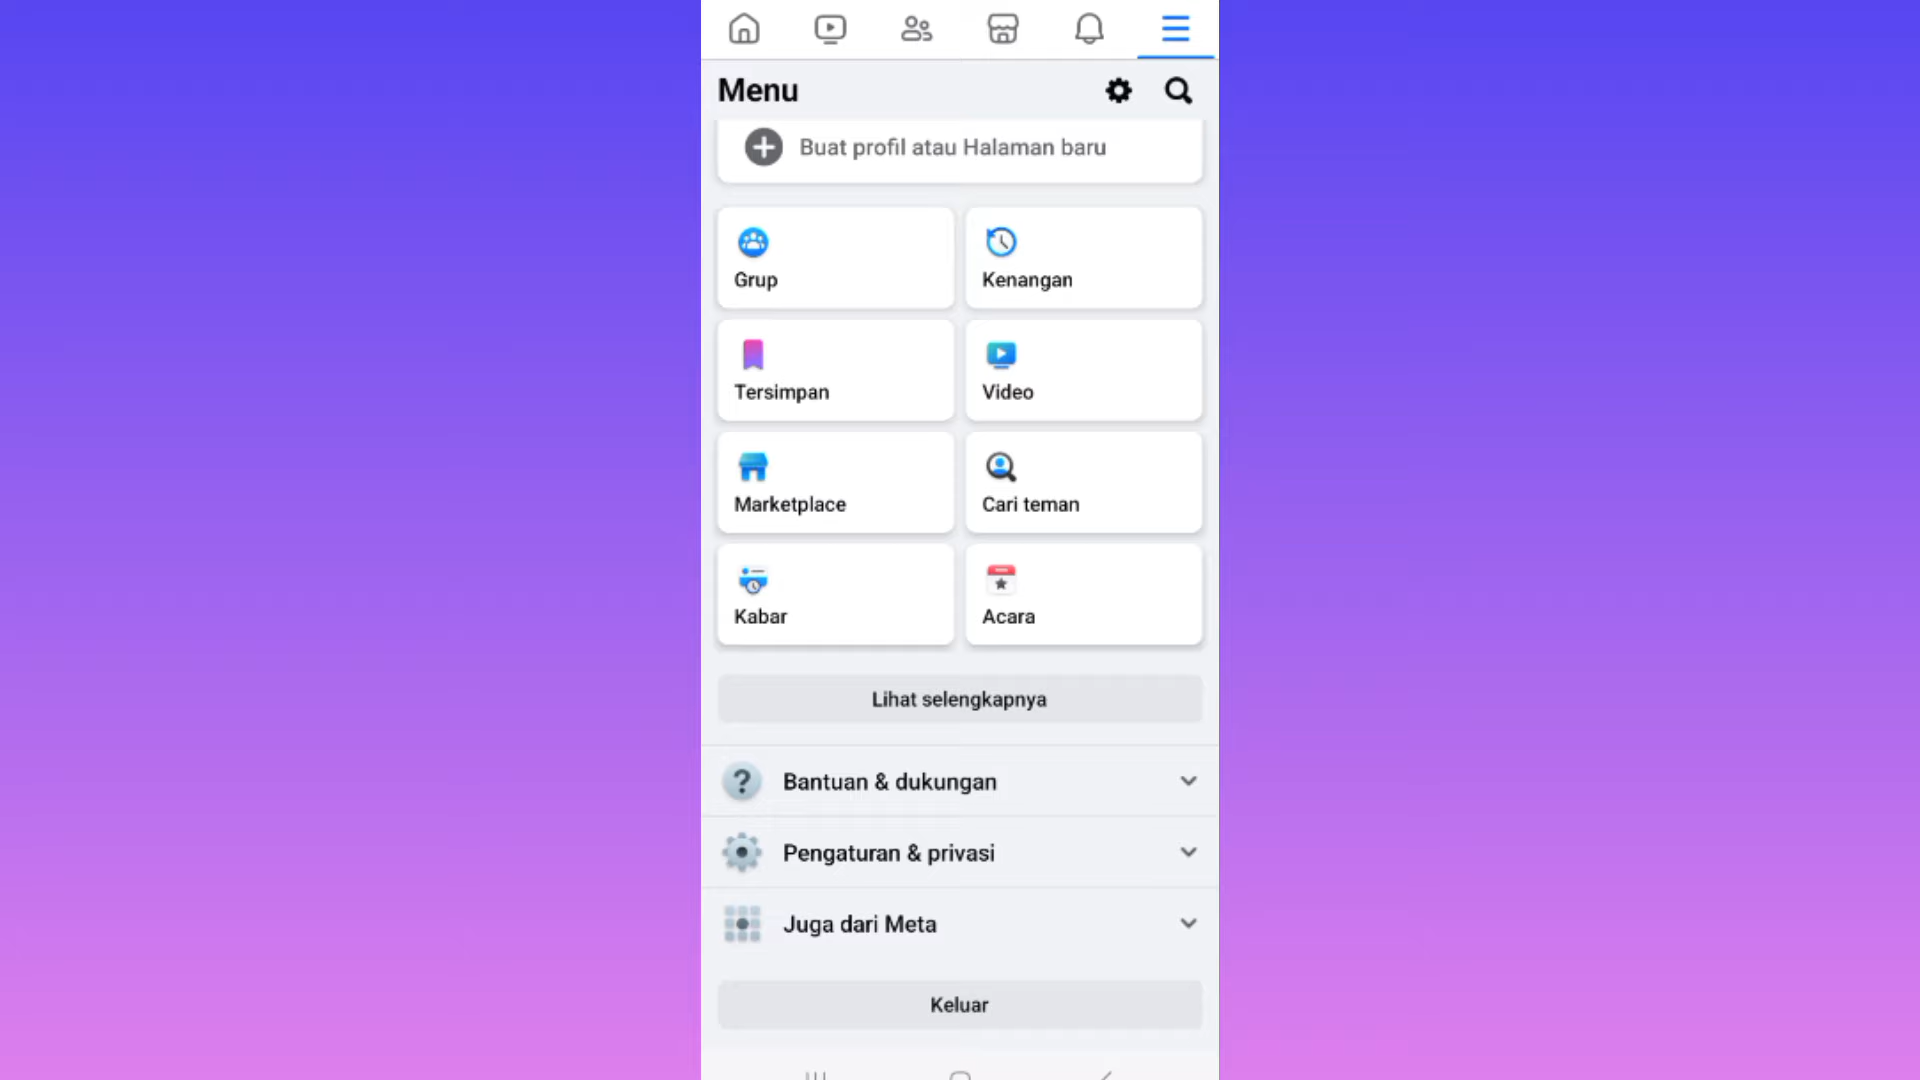 Menu
Buat profil atau Halaman baru
Grup
Kenangan
Tersimpan
Video
Marketplace
Cari teman
Kabar
Acara
Lihat selengkapnya
Bantuan & dukungan
Pengaturan & privasi
Juga dari Meta
Keluar